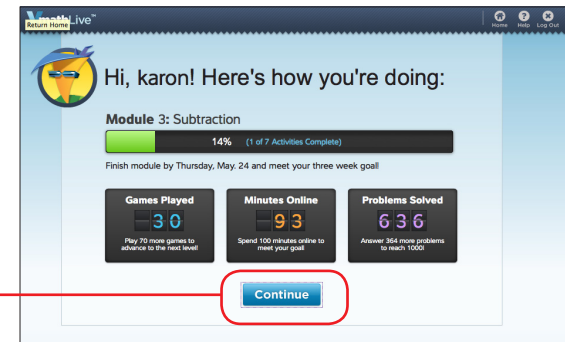 Live™
Return Home
Home Help Log Out
Hi, karon! Here's how you're doing:
Module 3: Subtraction
14% (1 of 7 Activities Complete)
Finish module by Thursday, May. 24 and meet your three week goal!
Games Played
30
Play 70 more games to
advance to the next level!
Minutes Online
93
Spend 100 minutes online to
meet your goal!
Problems Solved
636
Answer 364 more problems
to reach 1000!
Continue